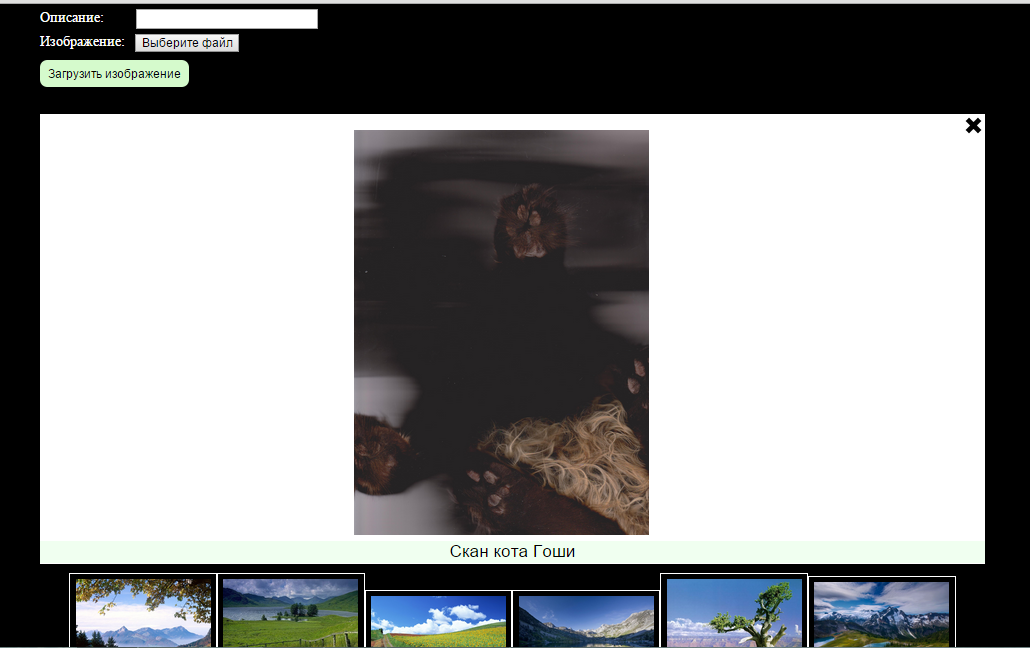 Описание:
Изображение: Выберите файл
Загрузить изображение
Скан кота Гоши